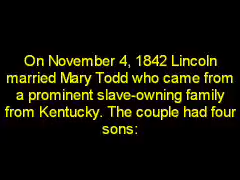 On November 4, 1842 Lincoln
married Mary Todd who came from
a prominent slave-owning family
from Kentucky. The couple had four
sons: